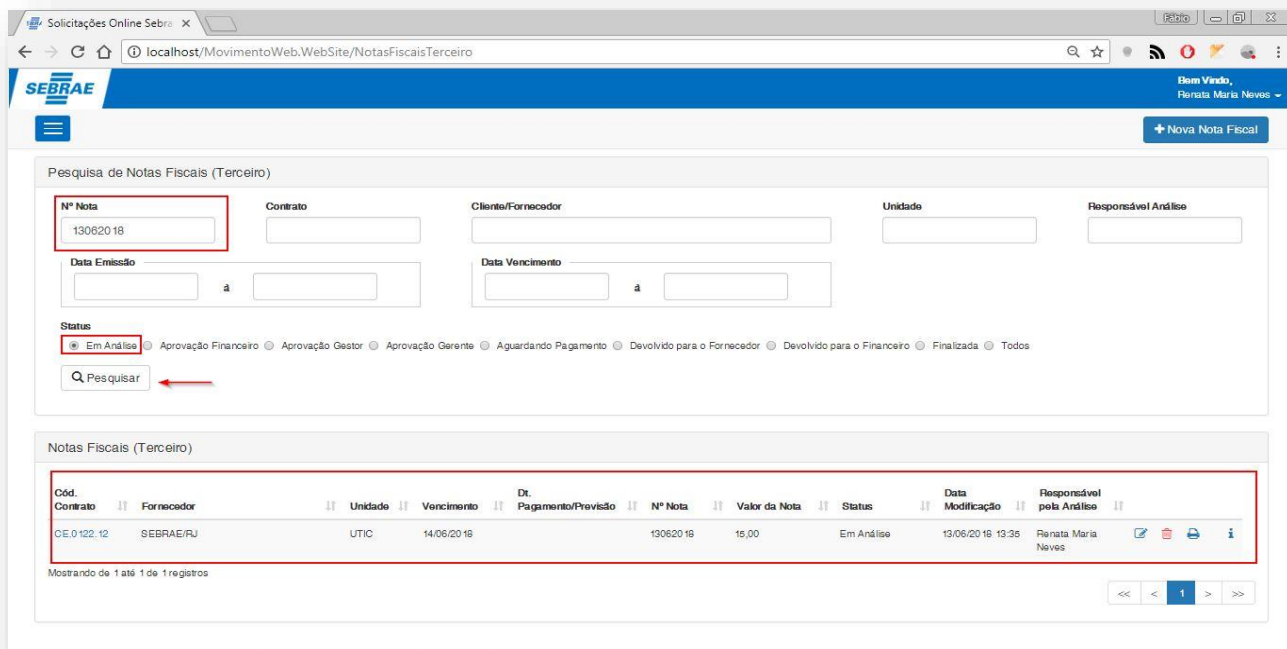 Solicitações Online Sebra
Fábio
localhost/MovimentoWeb.WebSite/NotasFiscaisTerceiro
SEBRAE
Bem Vindo,
Renata Maria Neves
+ Nova Nota Fiscal
Pesquisa de Notas Fiscais (Terceiro)
Nº Nota Contrato Cliente/Fornecedor Unidade Responsável Análise
13062018
Data Emissão Data Vencimento
á á
Status
Em Análise Aprovação Financeiro Aprovação Gestor Aprovação Gerente Aguardando Pagamento Devolvido para o Fornecedor Devolvido para o Financeiro Finalizada Todos
Pesquisar
Notas Fiscais (Terceiro)
Cód. Contrato Fornecedor Unidade Vencimento Dt. Pagamento/Previsão Nº Nota Valor da Nota Status Data Modificação Responsável pela Análise
CE.0122.12 SEBRAE/RJ UTIC 14/06/2018 13062018 15,00 Em Análise 13/06/2018 13:35 Renata Maria Neves
Mostrando de 1 até 1 de 1 registros
<< < 1 > >>